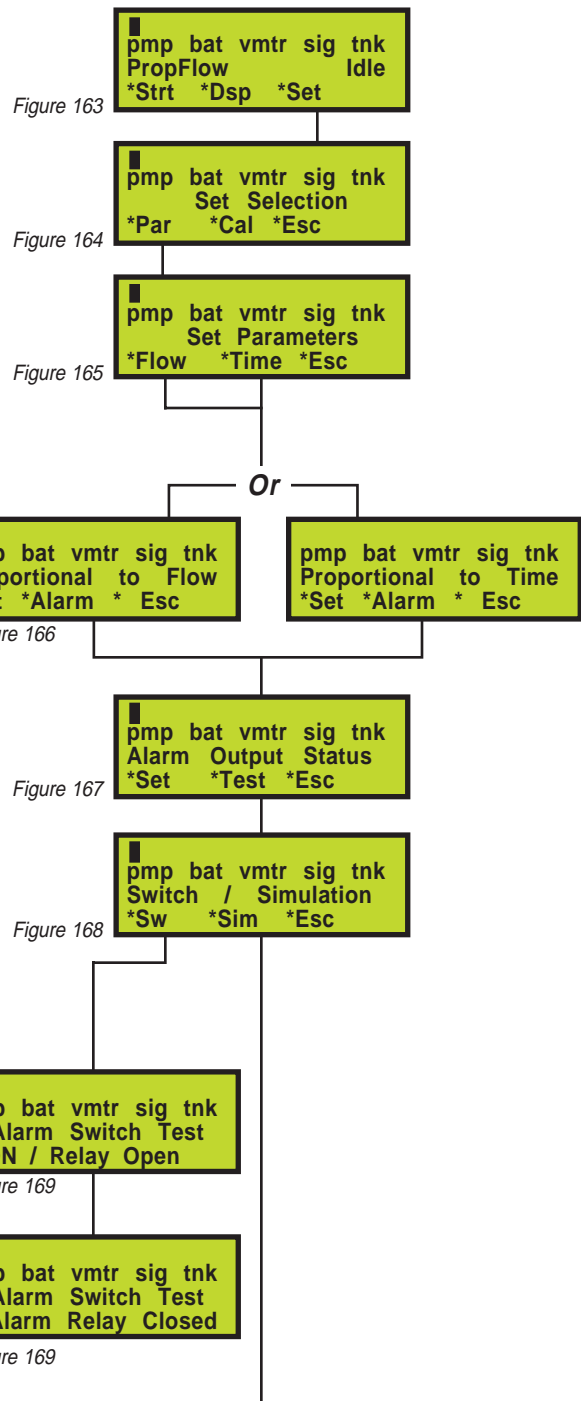 pmp bat vmtr sig tnk
PropFlow Idle
*Strt *Dsp *Set
Figure 163
pmp bat vmtr sig tnk
Set Selection
*Par *Cal *Esc
Figure 164
pmp bat vmtr sig tnk
Set Parameters
*Flow *Time *Esc
Figure 165
Or
bat vmtr sig tnk
to Flow
*Alarm * Esc
166
pmp bat vmtr sig tnk
Proportional to Time
*Set *Alarm * Esc
pmp bat vmtr sig tnk
Alarm Output Status
*Set *Test *Esc
Figure 167
pmp bat vmtr sig tnk
Switch / Simulation
*Sw *Sim *Esc
Figure 168
bat vmtr sig tnk
Alarm Switch Test
/ Relay Open
169
bat vmtr sig tnk
Alarm Switch Test
Alarm Relay Closed
169